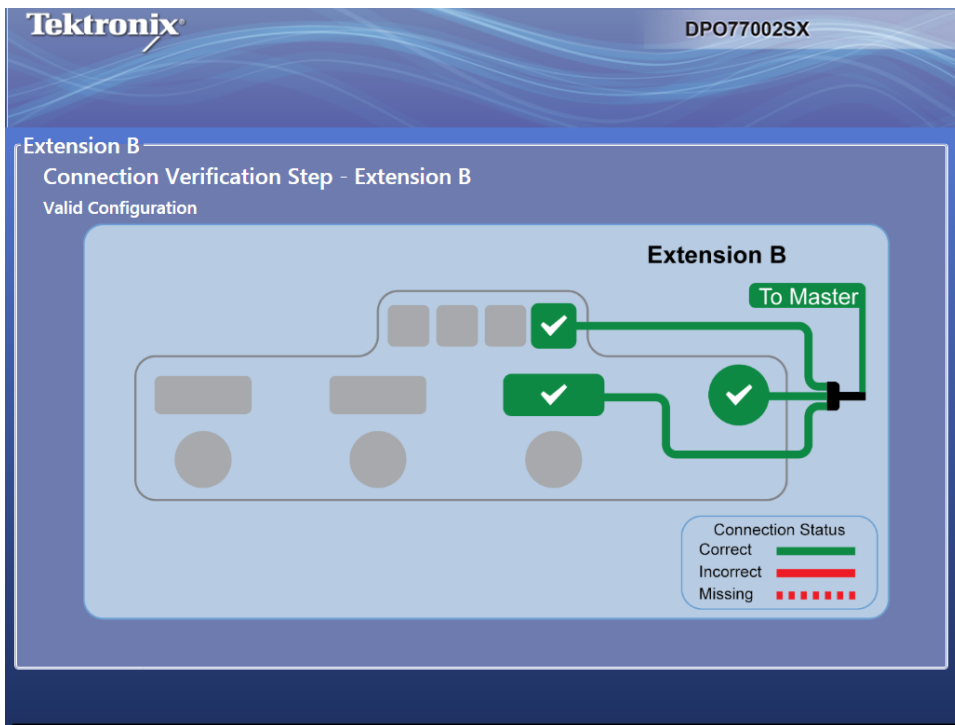 Tektronix®
DPO77002SX
Extension B
Connection Verification Step - Extension B
Valid Configuration
Extension B
To Master
Connection Status
Correct
Incorrect
Missing